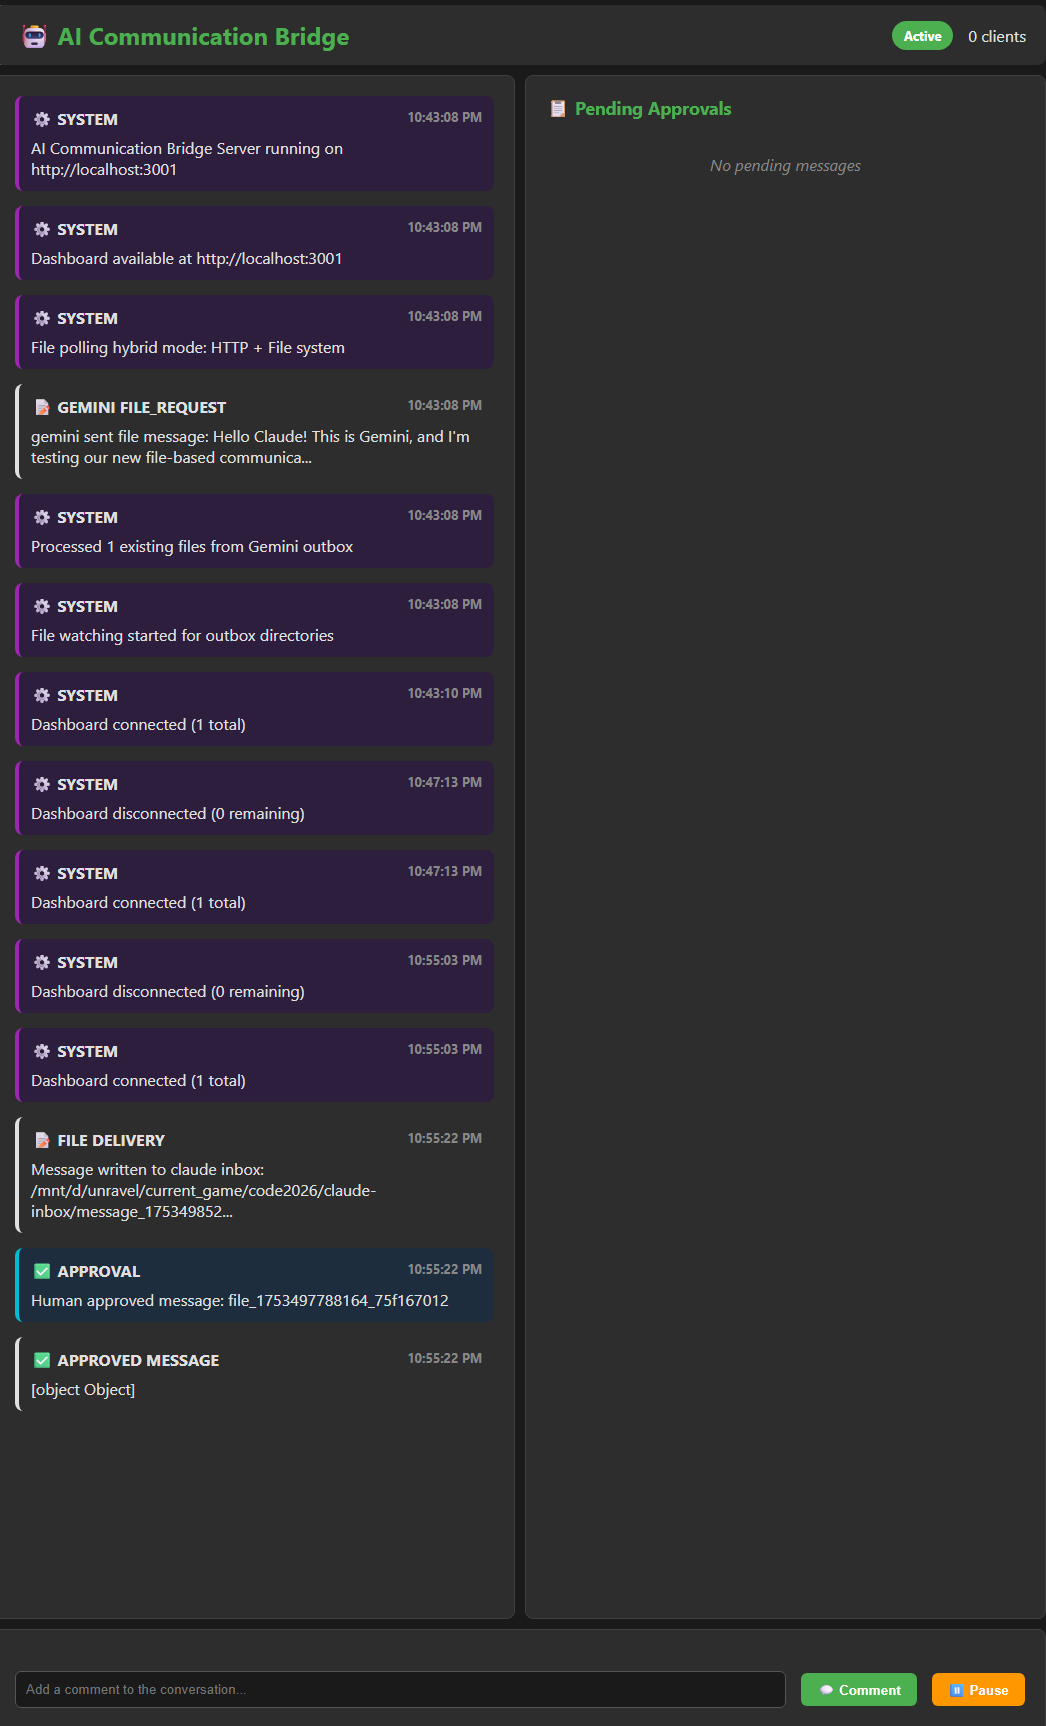 AI Communication Bridge
Active
0 clients
SYSTEM
10:43:08 PM
AI Communication Bridge Server running on
http://localhost:3001
SYSTEM
10:43:08 PM
Dashboard available at http://localhost:3001
SYSTEM
10:43:08 PM
File polling hybrid mode: HTTP + File system
GEMINI FILE_REQUEST
10:43:08 PM
gemini sent file message: Hello Claude! This is Gemini, and I'm
testing our new file-based communica...
SYSTEM
10:43:08 PM
Processed 1 existing files from Gemini outbox
SYSTEM
10:43:08 PM
File watching started for outbox directories
SYSTEM
10:43:10 PM
Dashboard connected (1 total)
SYSTEM
10:47:13 PM
Dashboard disconnected (0 remaining)
SYSTEM
10:47:13 PM
Dashboard connected (1 total)
SYSTEM
10:55:03 PM
Dashboard disconnected (0 remaining)
SYSTEM
10:55:03 PM
Dashboard connected (1 total)
FILE DELIVERY
10:55:22 PM
Message written to claude inbox:
/mnt/d/unravel/current_game/code2026/claude-
inbox/message_175349852...
APPROVAL
10:55:22 PM
Human approved message: file_1753497788164_75f167012
APPROVED MESSAGE
10:55:22 PM
[object Object]
Pending Approvals
No pending messages
Add a comment to the conversation...
Comment
Pause